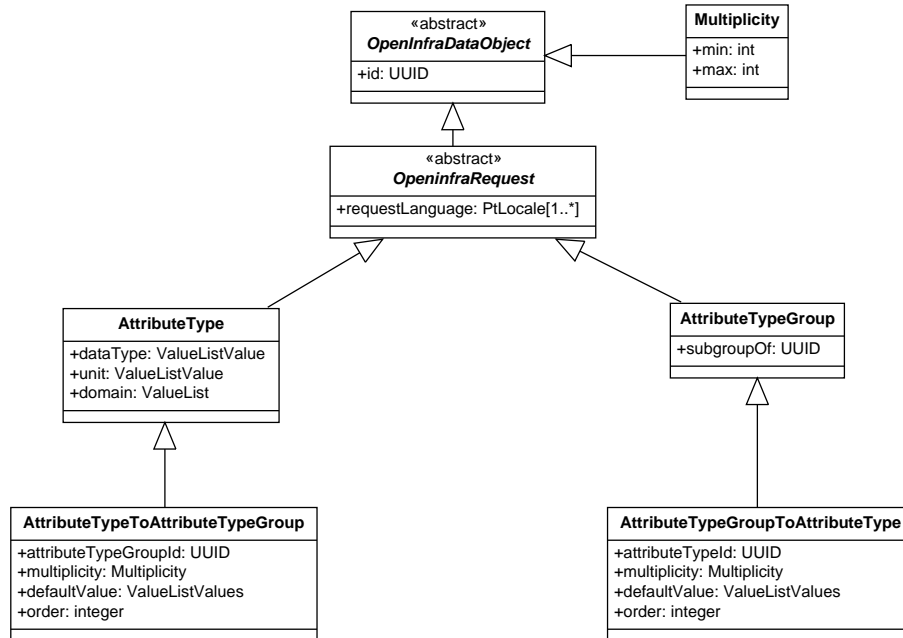 «abstract»
OpenInfraDataObject
+id: UUID
Multiplicity
+min: int
+max: int
«abstract»
OpeninfraRequest
+requestLanguage: PtLocale[1..*]
AttributeType
+dataType: ValueListValue
+unit: ValueListValue
+domain: ValueList
AttributeTypeGroup
+subgroupOf: UUID
AttributeTypeToAttributeTypeGroup
+attributeTypeGroupId: UUID
+multiplicity: Multiplicity
+defaultValue: ValueListValues
+order: integer
AttributeTypeGroupToAttributeType
+attributeTypeId: UUID
+multiplicity: Multiplicity
+defaultValue: ValueListValues
+order: integer